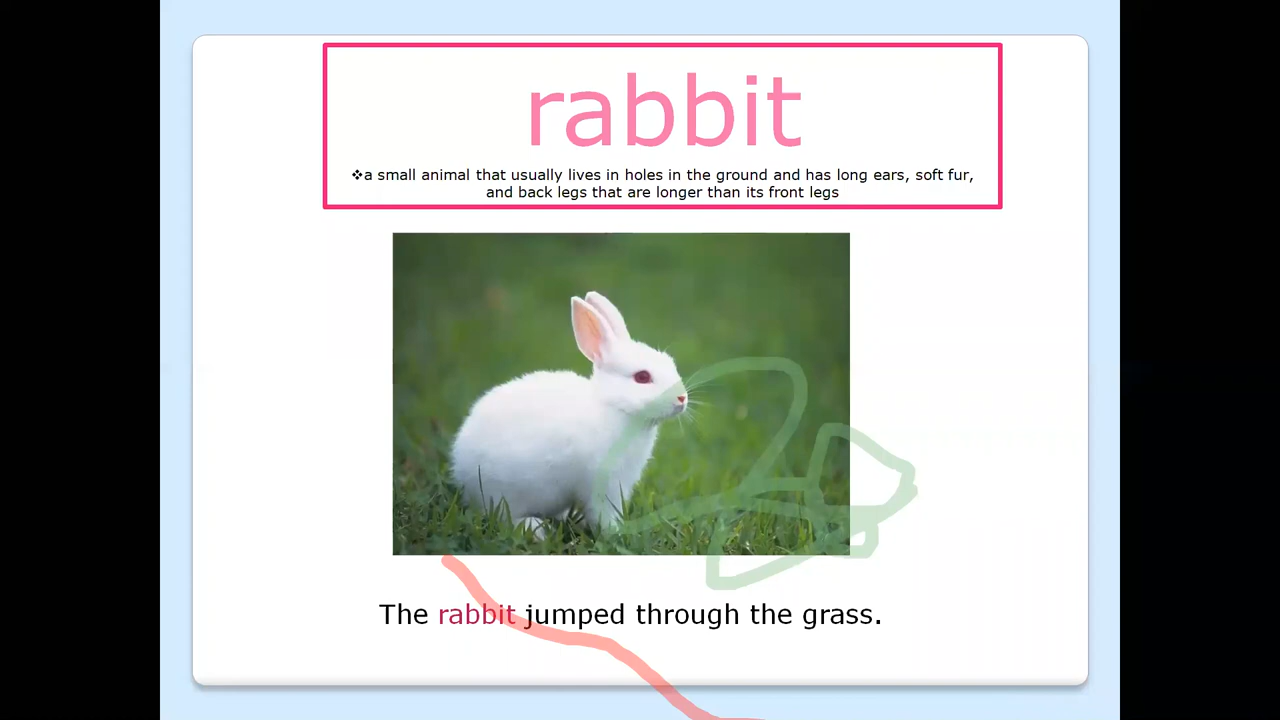 rabbit
❖a small animal that usually lives in holes in the ground and has long ears, soft fur,
and back legs that are longer than its front legs
The rabbit jumped through the grass.